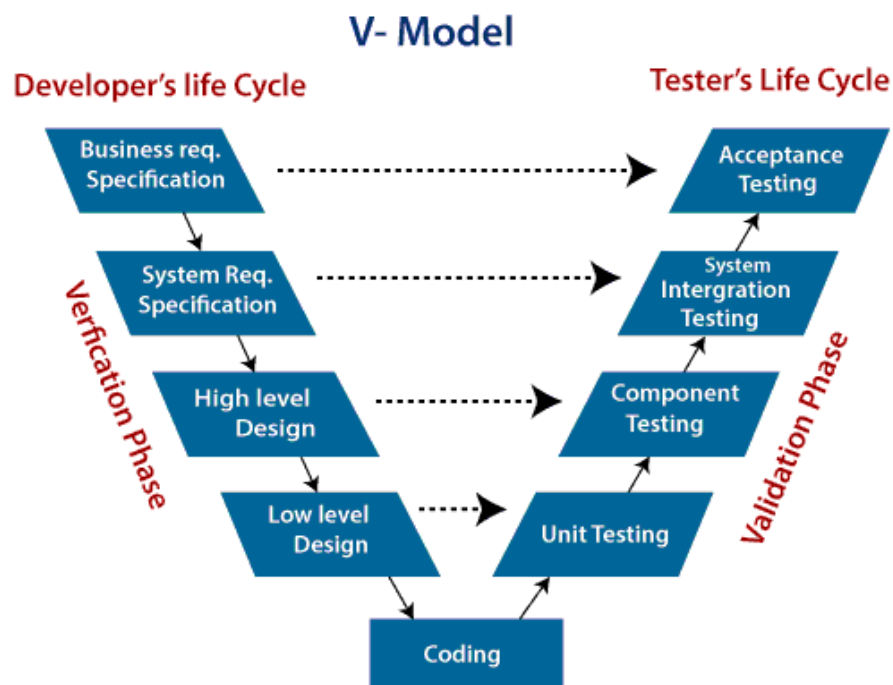 V- Model
Developer's life Cycle
Tester's Life Cycle
Business req.
Specification
Acceptance
Testing
System Req.
Specification
System
Intergration
Testing
Verfication Phase
High level
Design
Component
Testing
Validation Phase
Low level
Design
Unit Testing
Coding